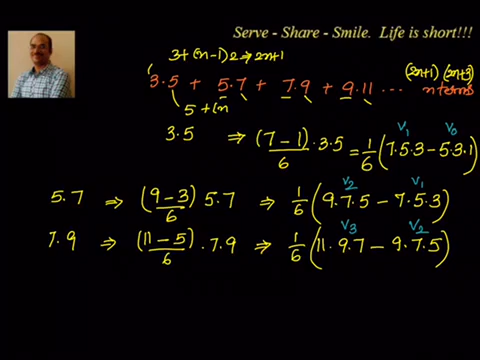 Serve - Share - Smile. Life is short!!!
3+(n-1)2 ⇒ 2n+1
3.5 + 5.7 + 7.9 + 9.11 ... (2n+1) (2n+3)
n terms
5 + (n
3.5 ⇒ (7-1)/6 · 3.5 = 1/6 (7.5.3 - 5.3.1)
V1 V0
5.7 ⇒ (9-3)/6 5.7 ⇒ 1/6 (9.7.5 - 7.5.3)
V2 V1
7.9 ⇒ (11-5)/6 · 7.9 ⇒ 1/6 (11.9.7 - 9.7.5)
V3 V2